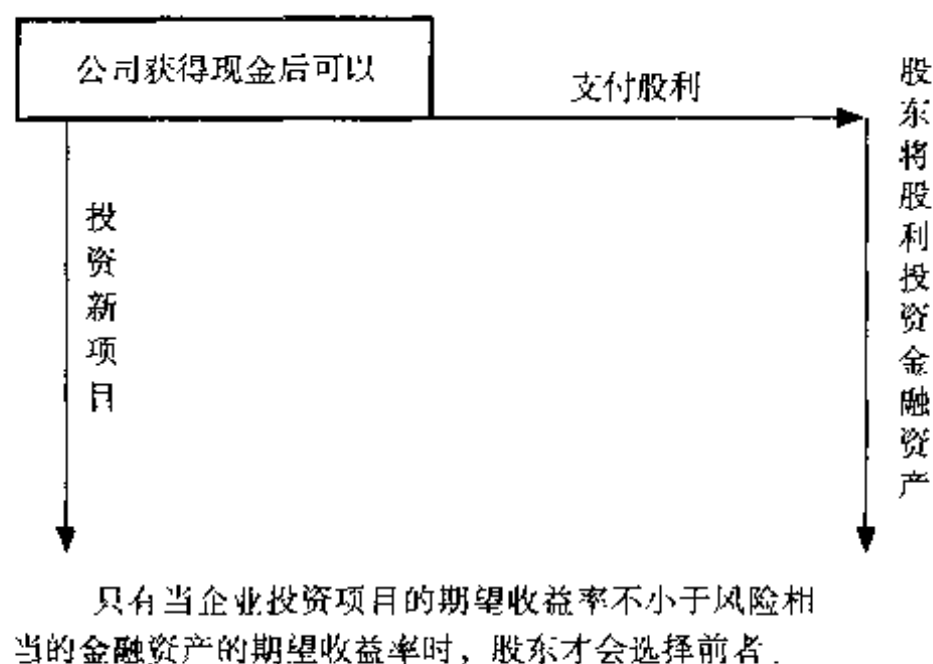 公司获得现金后可以
支付股利
股东将股利投资金融资产
投资新项目
只有当企业投资项目的期望收益率不小于风险相
当的金融资产的期望收益率时，股东才会选择前者.